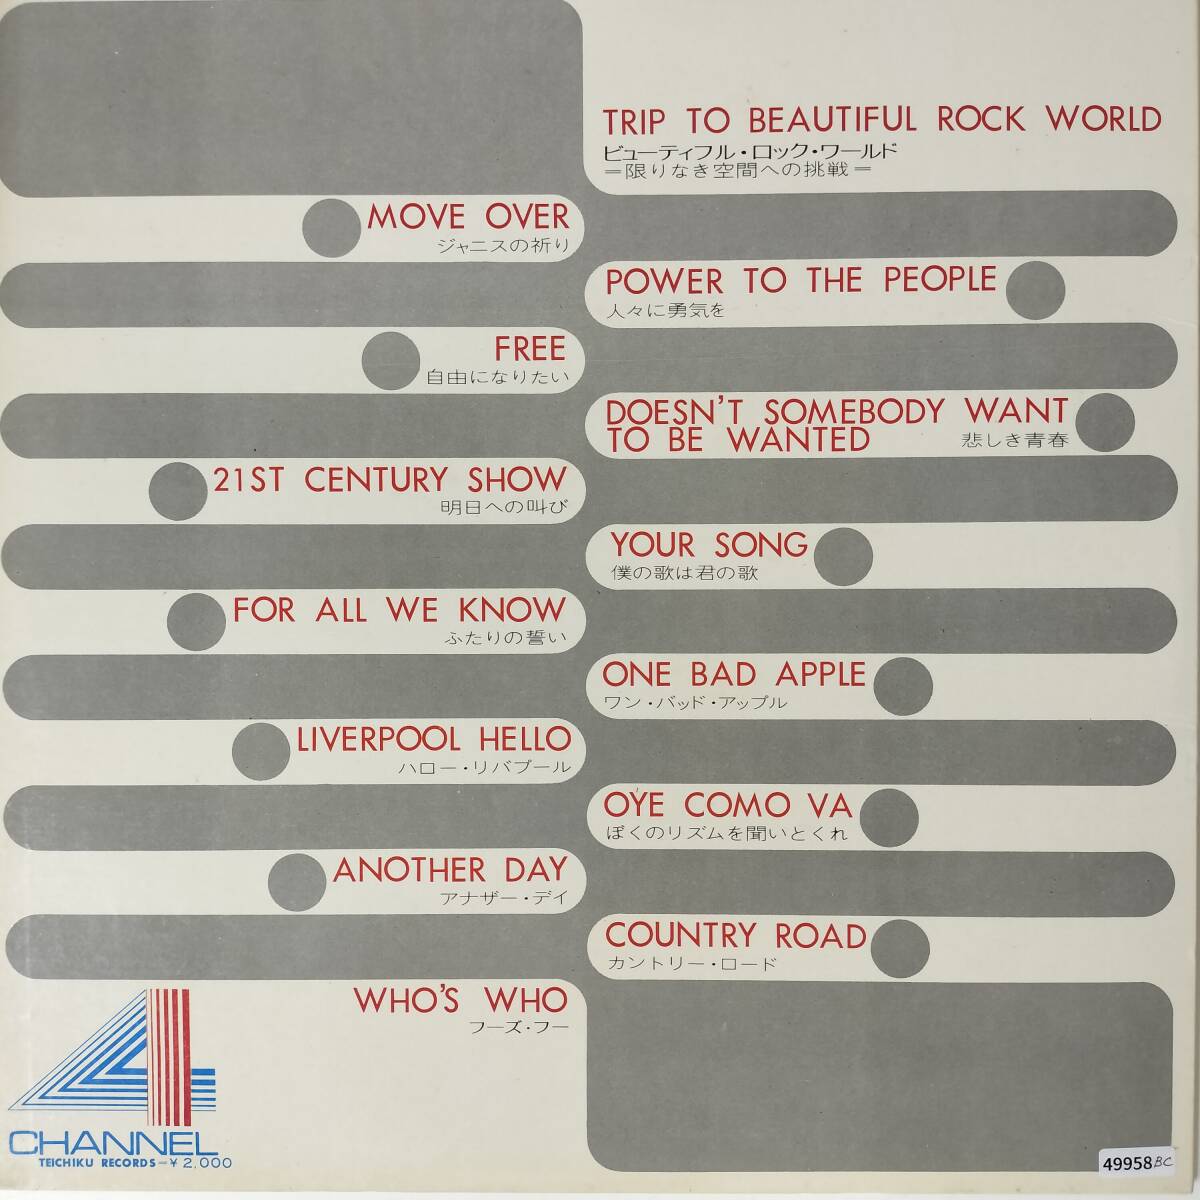 TRIP TO BEAUTIFUL ROCK WORLD
ビューティフル・ロック・ワールド
=限りなき空間への挑戦=
MOVE OVER
ジャニスの祈り
POWER TO THE PEOPLE
人々に勇気を
FREE
自由になりたい
DOESN'T SOMEBODY WANT
TO BE WANTED 悲しき青春
21ST CENTURY SHOW
明日への叫び
YOUR SONG
僕の歌は君の歌
FOR ALL WE KNOW
ふたりの誓い
ONE BAD APPLE
ワン・バッド・アップル
LIVERPOOL HELLO
ハロー・リバプール
OYE COMO VA
ぼくのリズムを聞いとくれ
ANOTHER DAY
アナザー・デイ
COUNTRY ROAD
カントリー・ロード
WHO'S WHO
フーズ・フー
4
CHANNEL
TEICHIKU RECORDS—¥2,000
49958BC